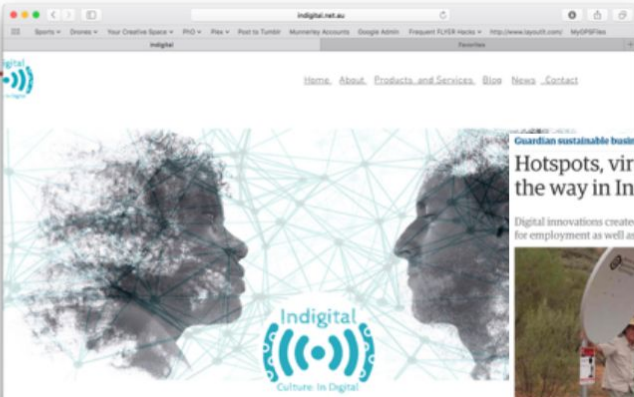 indigital.net.au
Sports Drones Your Creative Space PhD Plex Post to Tumblr Munnerley Accounts Google Admin Frequent FLYER Hacks http://www.layoutit.com/ MyGPSFiles
Indigital Favorites
Home About Products and Services Blog News Contact
Guardian sustainable busin
Hotspots, vir
the way in In
Digital innovations create
for employment as well as
Indigital
Culture In Digital